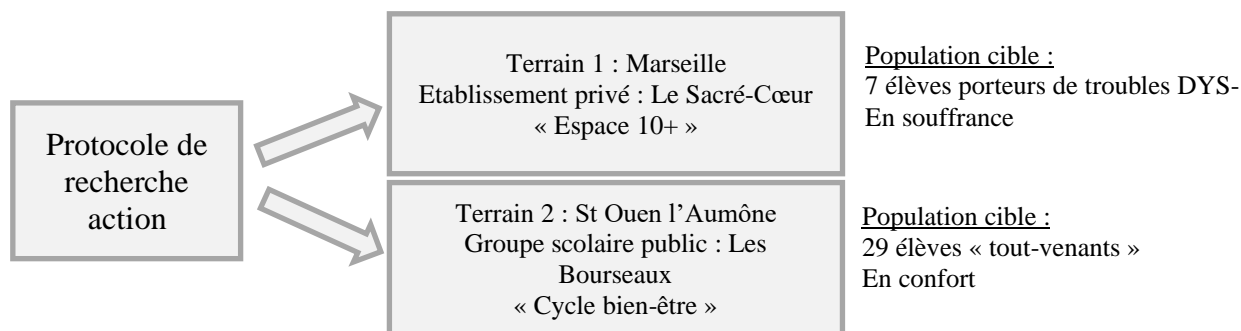 Protocole de
recherche
action
Terrain 1 : Marseille
Etablissement privé : Le Sacré-Cœur
« Espace 10+ »
Population cible :
7 élèves porteurs de troubles DYS-
En souffrance
Terrain 2 : St Ouen l’Aumône
Groupe scolaire public : Les
Bourseaux
« Cycle bien-être »
Population cible :
29 élèves « tout-venants »
En confort